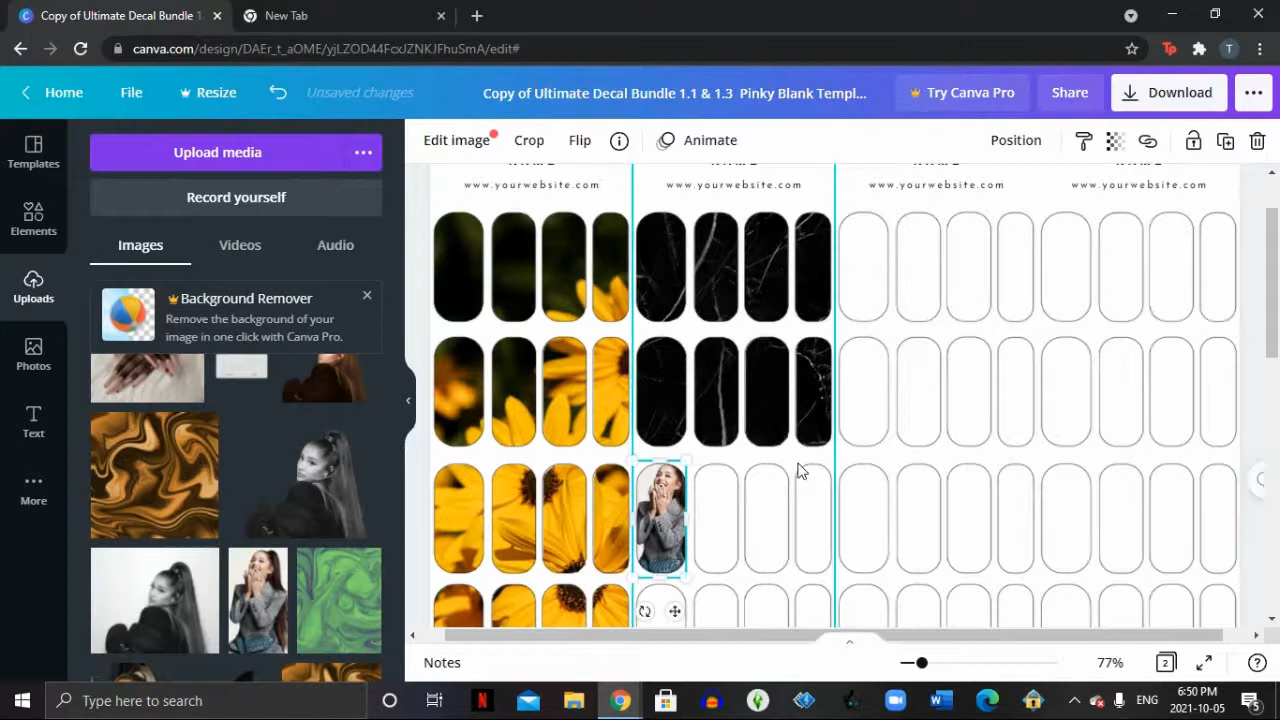 Copy of Ultimate Decal Bundle 1.
New Tab
canva.com/design/DAEr_t_aOME/yjLZOD44FcxJZNKJFhuSmA/edit#
T
Home
File
Resize
Unsaved changes
Copy of Ultimate Decal Bundle 1.1 & 1.3 Pinky Blank Templ...
Try Canva Pro
Share
Download
Templates
Elements
Uploads
Photos
Text
More
Upload media
Record yourself
Images
Videos
Audio
Background Remover
Remove the background of your
image in one click with Canva Pro.
Edit image
Crop
Flip
Animate
Position
www.yourwebsite.com
www.yourwebsite.com
www.yourwebsite.com
www.yourwebsite.com
Notes
77%
2
Type here to search
ENG
6:50 PM
2021-10-05
5